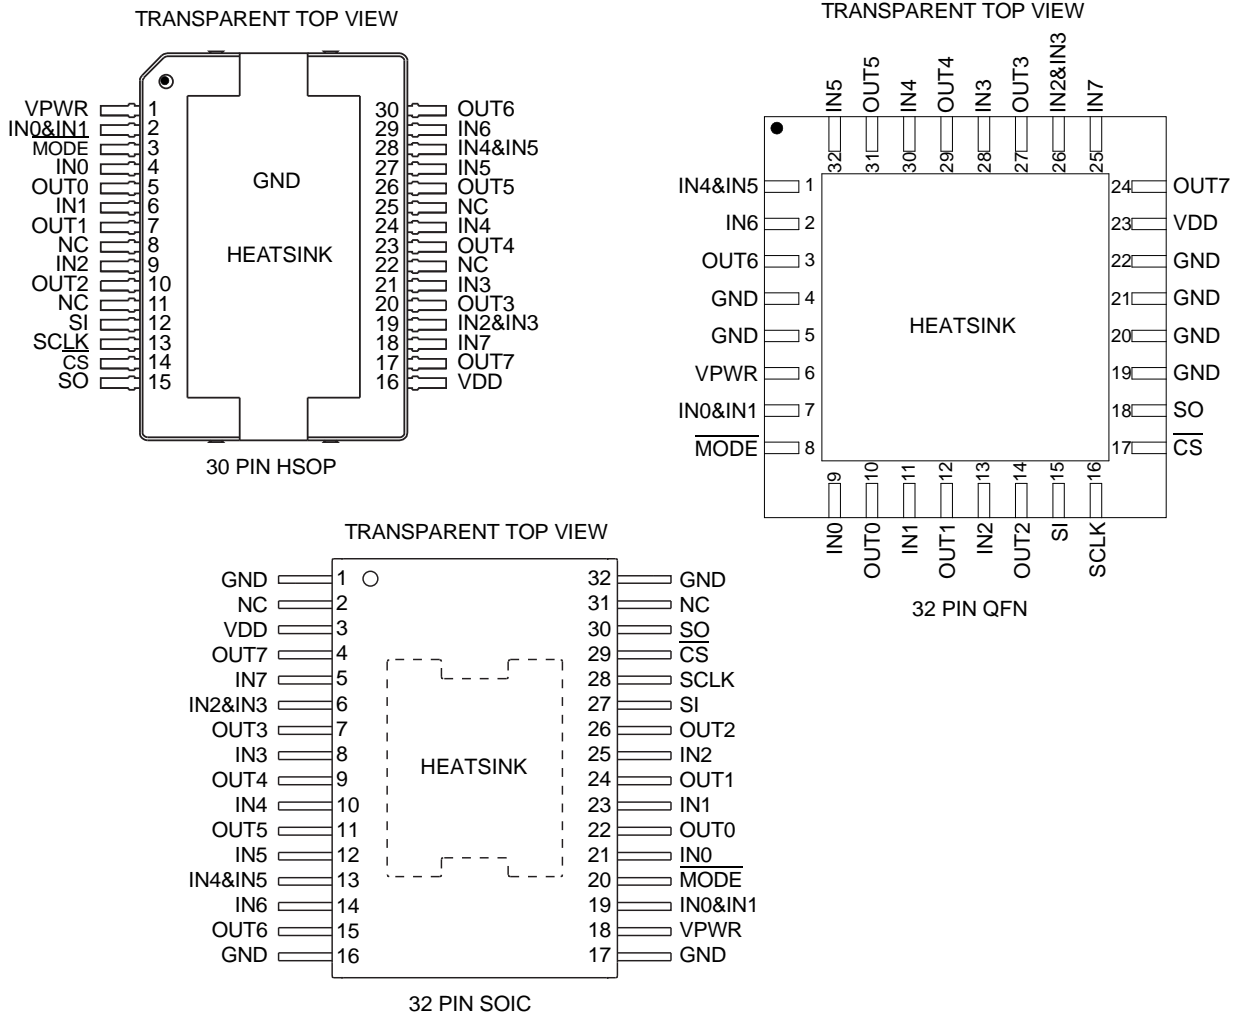 TRANSPARENT TOP VIEW
VPWR 1 30 OUT6
IN0&IN1 2 29 IN6
MODE 3 28 IN4&IN5
IN0 4 27 IN5
OUT0 5 GND 26 OUT5
IN1 6 25 NC
OUT1 7 24 IN4
NC 8 HEATSINK 23 OUT4
IN2 9 22 NC
OUT2 10 21 IN3
NC 11 20 OUT3
SI 12 19 IN2&IN3
SCLK 13 18 IN7
CS 14 17 OUT7
SO 15 16 VDD
30 PIN HSOP
TRANSPARENT TOP VIEW
IN5 OUT5 IN4 OUT4 IN3 OUT3 IN2&IN3 IN7
32 31 30 29 28 27 26 25
IN4&IN5 1 24 OUT7
IN6 2 23 VDD
OUT6 3 22 GND
GND 4 21 GND
HEATSINK
GND 5 20 GND
VPWR 6 19 GND
IN0&IN1 7 18 SO
MODE 8 17 CS
9 10 11 12 13 14 15 16
IN0 OUT0 IN1 OUT1 IN2 OUT2 SI SCLK
32 PIN QFN
TRANSPARENT TOP VIEW
GND 1 32 GND
NC 2 31 NC
VDD 3 30 SO
OUT7 4 29 CS
IN7 5 28 SCLK
IN2&IN3 6 27 SI
OUT3 7 26 OUT2
IN3 8 25 IN2
HEATSINK
OUT4 9 24 OUT1
IN4 10 23 IN1
OUT5 11 22 OUT0
IN5 12 21 IN0
IN4&IN5 13 20 MODE
IN6 14 19 IN0&IN1
OUT6 15 18 VPWR
GND 16 17 GND
32 PIN SOIC